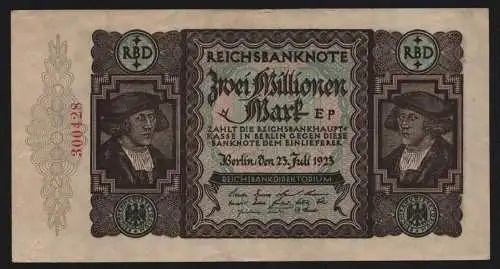 RBD
REICHSBANKNOTE
RBD
Zwei Millionen
Mark
EP
ZAHLT DIE REICHSBANKHAUPT-
KASSE IN BERLIN GEGEN DIESE
BANKNOTE DEM EINLIEFERER
Berlin, den 23. Juli 1923
REICHSBANKDIREKTORIUM
300428